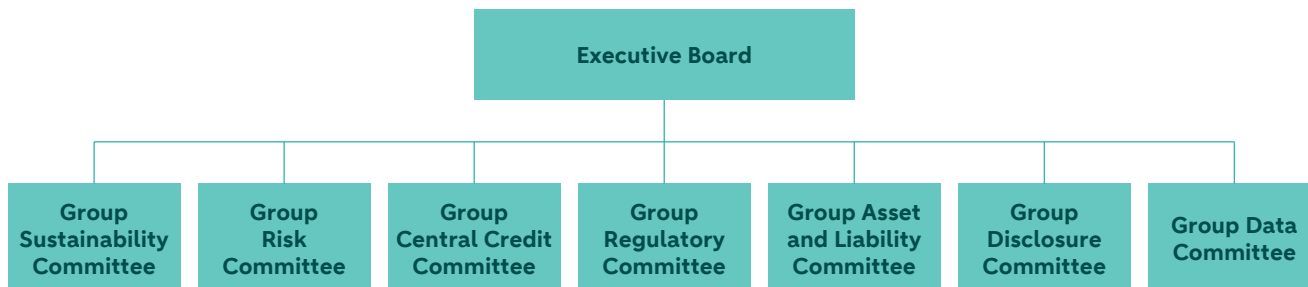 Executive Board
Group
Sustainability
Committee
Group
Risk
Committee
Group
Central Credit
Committee
Group
Regulatory
Committee
Group Asset
and Liability
Committee
Group
Disclosure
Committee
Group Data
Committee